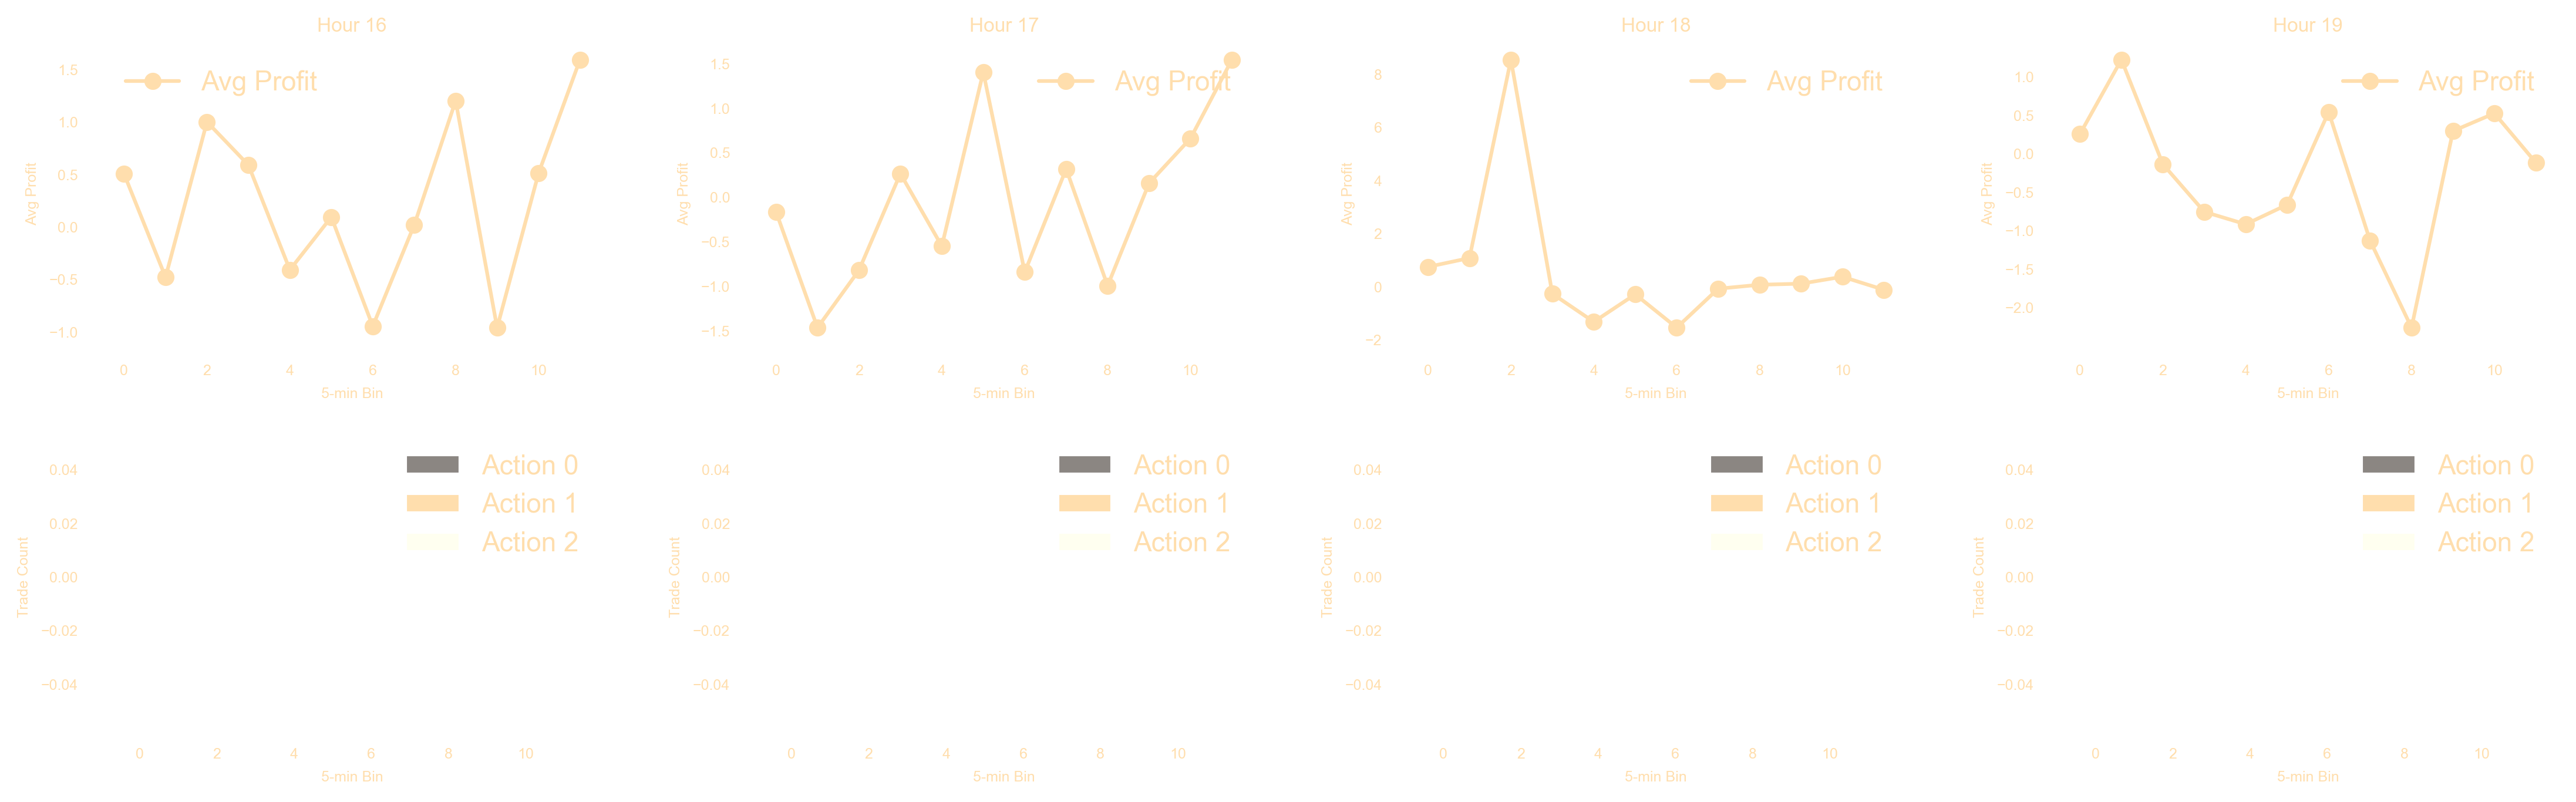 Hour 16
Avg Profit
Avg Profit
1.5
1.0
0.5
0.0
−0.5
−1.0
0 2 4 6 8 10
5-min Bin
Hour 17
Avg Profit
Avg Profit
1.5
1.0
0.5
0.0
−0.5
−1.0
−1.5
0 2 4 6 8 10
5-min Bin
Hour 18
Avg Profit
Avg Profit
8
6
4
2
0
−2
0 2 4 6 8 10
5-min Bin
Hour 19
Avg Profit
Avg Profit
1.0
0.5
0.0
−0.5
−1.0
−1.5
−2.0
0 2 4 6 8 10
5-min Bin
Action 0
Action 1
Action 2
Trade Count
0.04
0.02
0.00
−0.02
−0.04
0 2 4 6 8 10
5-min Bin
Action 0
Action 1
Action 2
Trade Count
0.04
0.02
0.00
−0.02
−0.04
0 2 4 6 8 10
5-min Bin
Action 0
Action 1
Action 2
Trade Count
0.04
0.02
0.00
−0.02
−0.04
0 2 4 6 8 10
5-min Bin
Action 0
Action 1
Action 2
Trade Count
0.04
0.02
0.00
−0.02
−0.04
0 2 4 6 8 10
5-min Bin